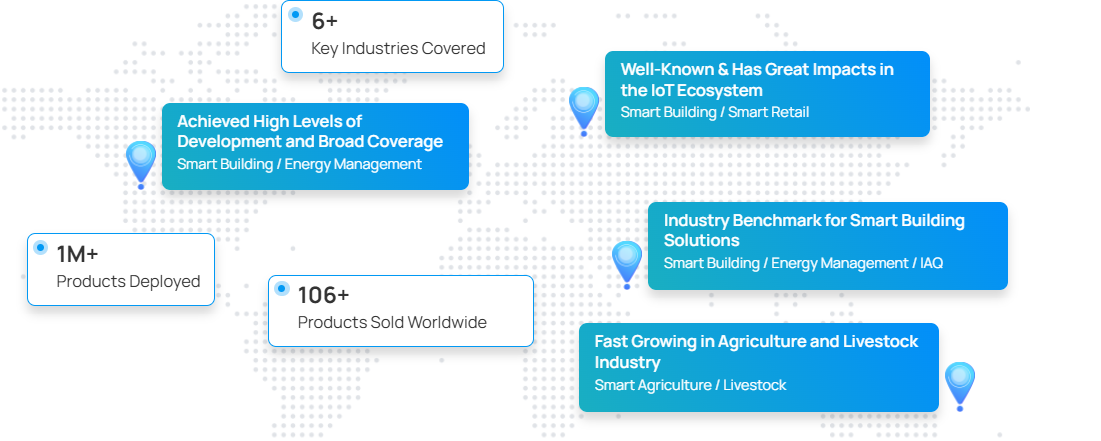 6+
Key Industries Covered
Well-Known & Has Great Impacts in
the IoT Ecosystem
Smart Building / Smart Retail
Achieved High Levels of
Development and Broad Coverage
Smart Building / Energy Management
Industry Benchmark for Smart Building
Solutions
Smart Building / Energy Management / IAQ
1M+
Products Deployed
106+
Products Sold Worldwide
Fast Growing in Agriculture and Livestock
Industry
Smart Agriculture / Livestock